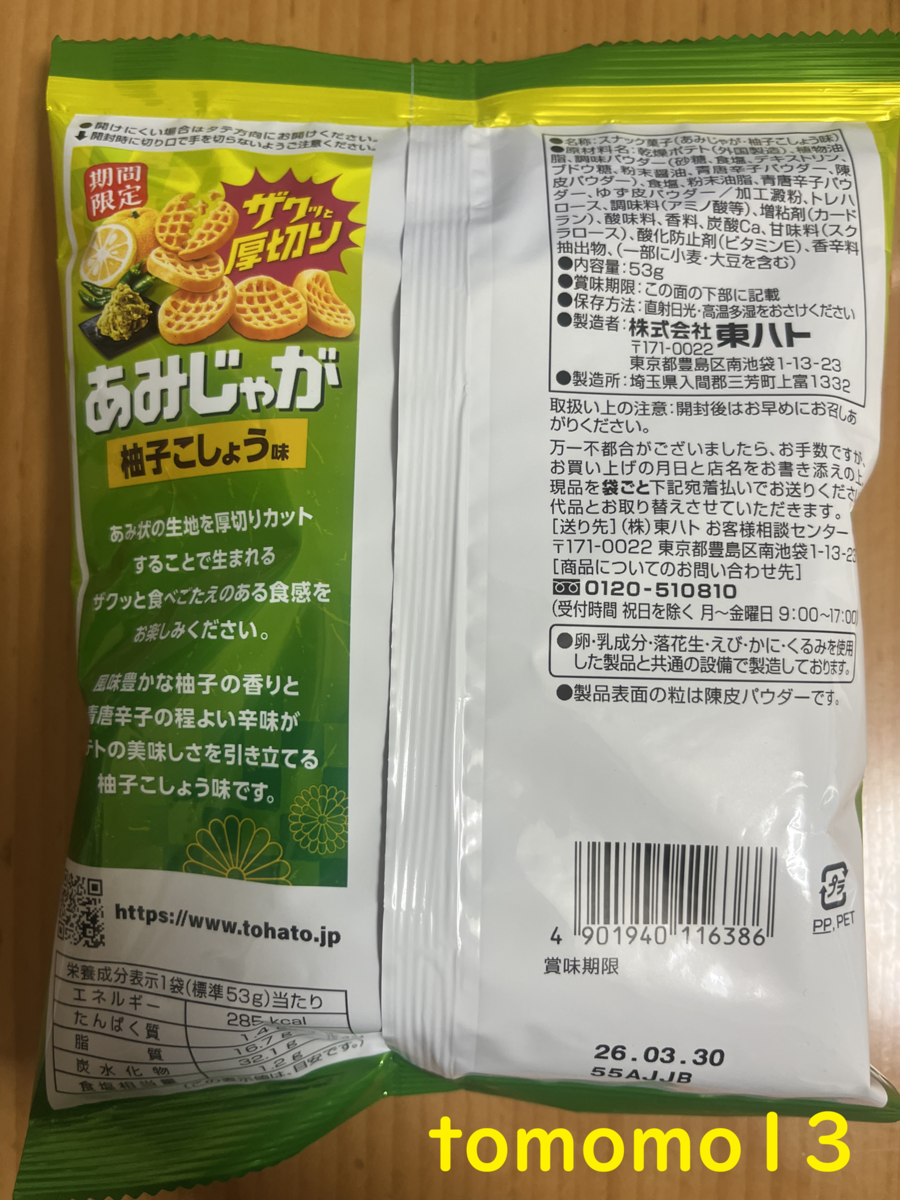 ●開けにくい場合はタテ方向にお開けください。
↓開封時に切り口で手を切らないようご注意ください。
期間
限定
ザクッと
厚切り
あみじゃが
柚子こしょう味
あみ状の生地を厚切りカット
することで生まれる
ザクッと食べごたえのある食感を
お楽しみください。
風味豊かな柚子の香りと
青唐辛子の程よい辛味が
テトの美味しさを引き立てる
柚子こしょう味です。
https://www.tohato.jp
栄養成分表示1袋(標準53g)当たり
エネルギー 285kcal
たんぱく質 1.4
脂質 16.7g
炭水化物 32.1g
食塩相当量 1.2g
目安です。)
●名称:スナック菓子(あみじゃが・柚子こしょう味)
●原材料名:乾燥ポテト(外国製造)、植物油
脂、調味パウダー(砂糖、食塩、デキストリン、
ブドウ糖、粉末醤油、青唐辛子パウダー、陳
皮パウダー)、食塩、粉末油脂、青唐辛子パウ
ダー、ゆず皮パウダー/加工澱粉、トレハ
ロース、調味料(アミノ酸等)、増粘剤(カード
ラン)、酸味料、香料、炭酸Ca、甘味料(スク
ラロース)、酸化防止剤(ビタミンE)、香辛料
抽出物、(一部に小麦・大豆を含む)
●内容量:53g
●賞味期限:この面の下部に記載
●保存方法:直射日光・高温多湿をおさけください
●製造者:株式会社 東ハト
〒171-0022
東京都豊島区南池袋1-13-23
●製造所:埼玉県入間郡三芳町上富1332
取扱い上の注意:開封後はお早めにお召しあ
がりください。
万一不都合がございましたら、お手数ですが、
お買い上げの月日と店名をお書き添えの上
現品を袋ごと下記宛着払いでお送りくださ
代品とお取り替えさせていただきます。
[送り先](株)東ハト お客様相談センター
〒171-0022 東京都豊島区南池袋1-13-23
[商品についてのお問い合わせ先]
0120-510810
(受付時間 祝日を除く 月〜金曜日 9:00〜17:00)
●卵・乳成分・落花生・えび・かに・くるみを使用
した製品と共通の設備で製造しております。
●製品表面の粒は陳皮パウダーです。
4 901940 116386
プラ
PP,PET
賞味期限
26.03.30
55AJJB
tomomo13